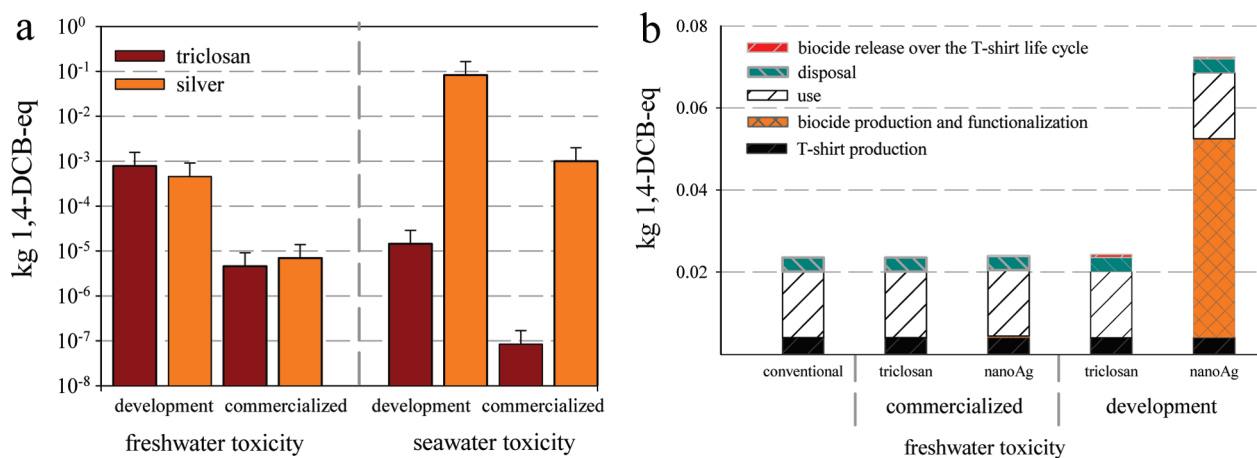 a
kg 1,4-DCB-eq
10⁰
10⁻¹
10⁻²
10⁻³
10⁻⁴
10⁻⁵
10⁻⁶
10⁻⁷
10⁻⁸
triclosan
silver
development commercialized development commercialized
freshwater toxicity seawater toxicity
b
kg 1,4-DCB-eq
0.08
0.06
0.04
0.02
biocide release over the T-shirt life cycle
disposal
use
biocide production and functionalization
T-shirt production
conventional triclosan nanoAg triclosan nanoAg
commercialized development
freshwater toxicity